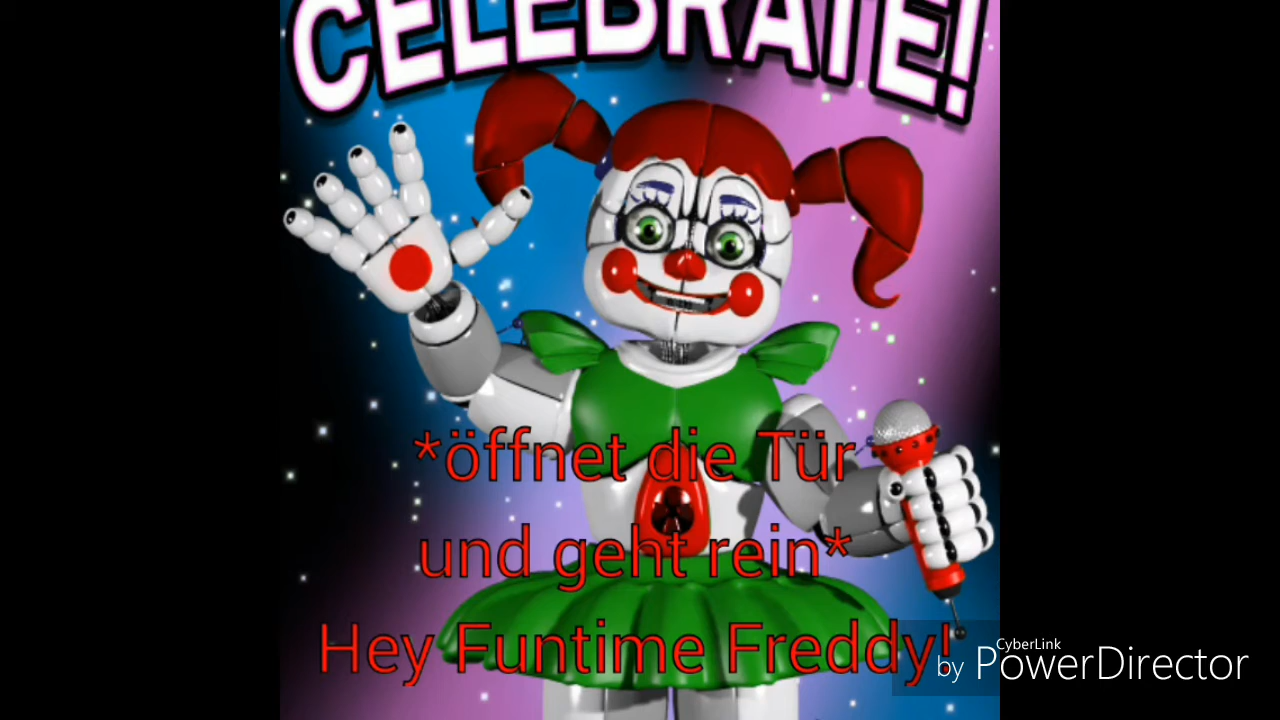 CELEBRATE!
*öffnet die Tür
und geht rein*
Hey Funtime Freddy!
CyberLink
by PowerDirector